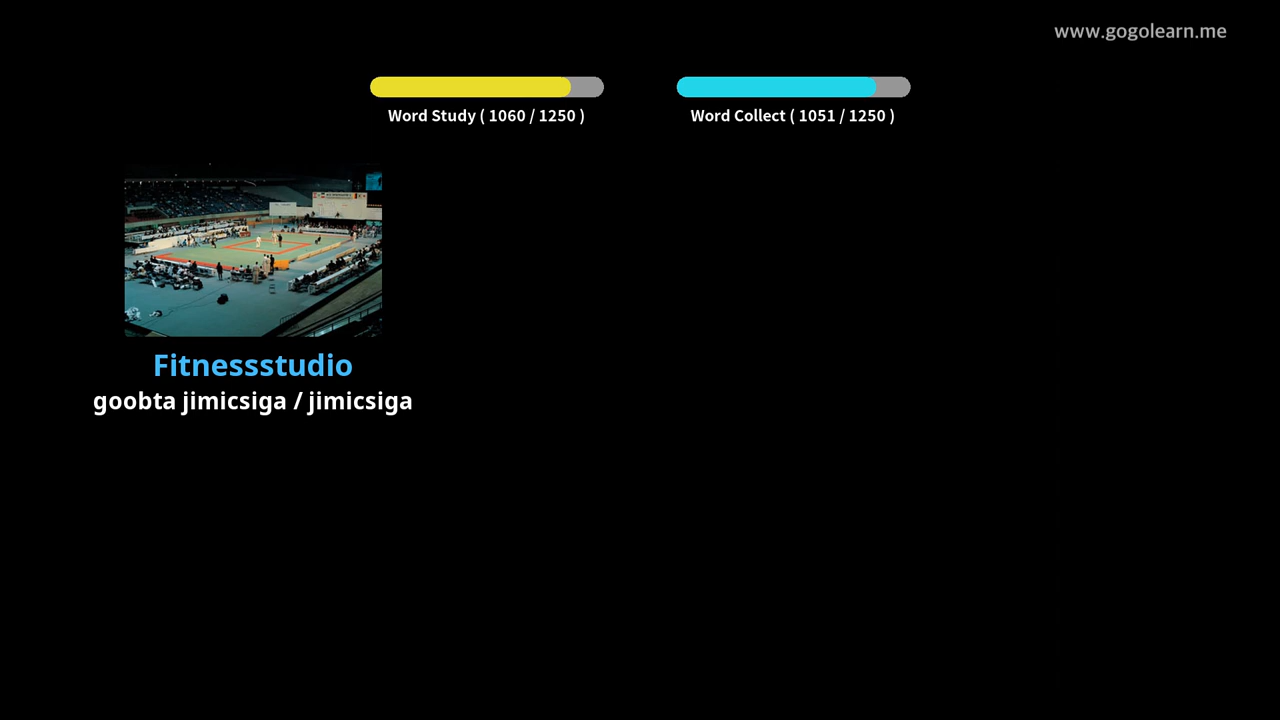 www.gogolearn.me
Word Study ( 1060 / 1250 )
Word Collect ( 1051 / 1250 )
Fitnessstudio
goobta jimicsiga / jimicsiga